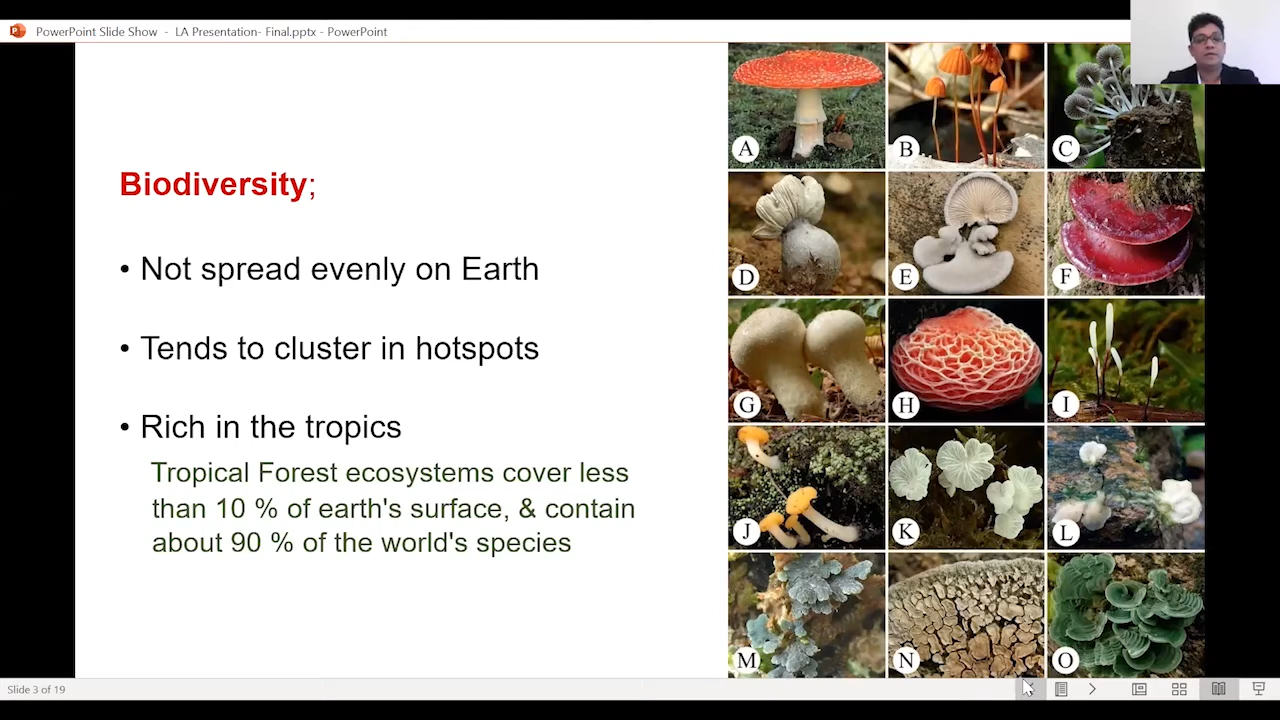 PowerPoint Slide Show - LA Presentation- Final.pptx - PowerPoint
Biodiversity;
• Not spread evenly on Earth
• Tends to cluster in hotspots
• Rich in the tropics
Tropical Forest ecosystems cover less
than 10 % of earth's surface, & contain
about 90 % of the world's species
A B C
D E F
G H I
J K L
M N O
Slide 3 of 19